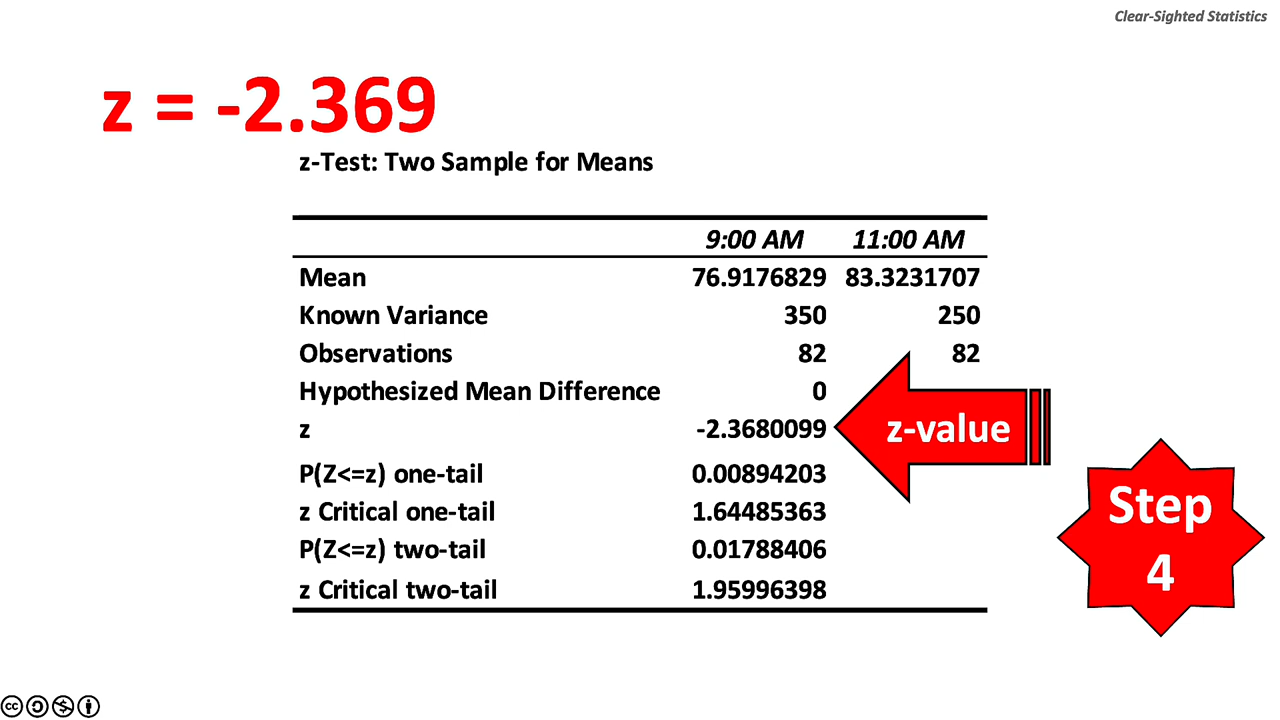 Clear-Sighted Statistics
z = -2.369
z-Test: Two Sample for Means
9:00 AM 11:00 AM
Mean 76.9176829 83.3231707
Known Variance 350 250
Observations 82 82
Hypothesized Mean Difference 0
z -2.3680099
z-value
P(Z<=z) one-tail 0.00894203
z Critical one-tail 1.64485363
P(Z<=z) two-tail 0.01788406
z Critical two-tail 1.95996398
Step
4
cc